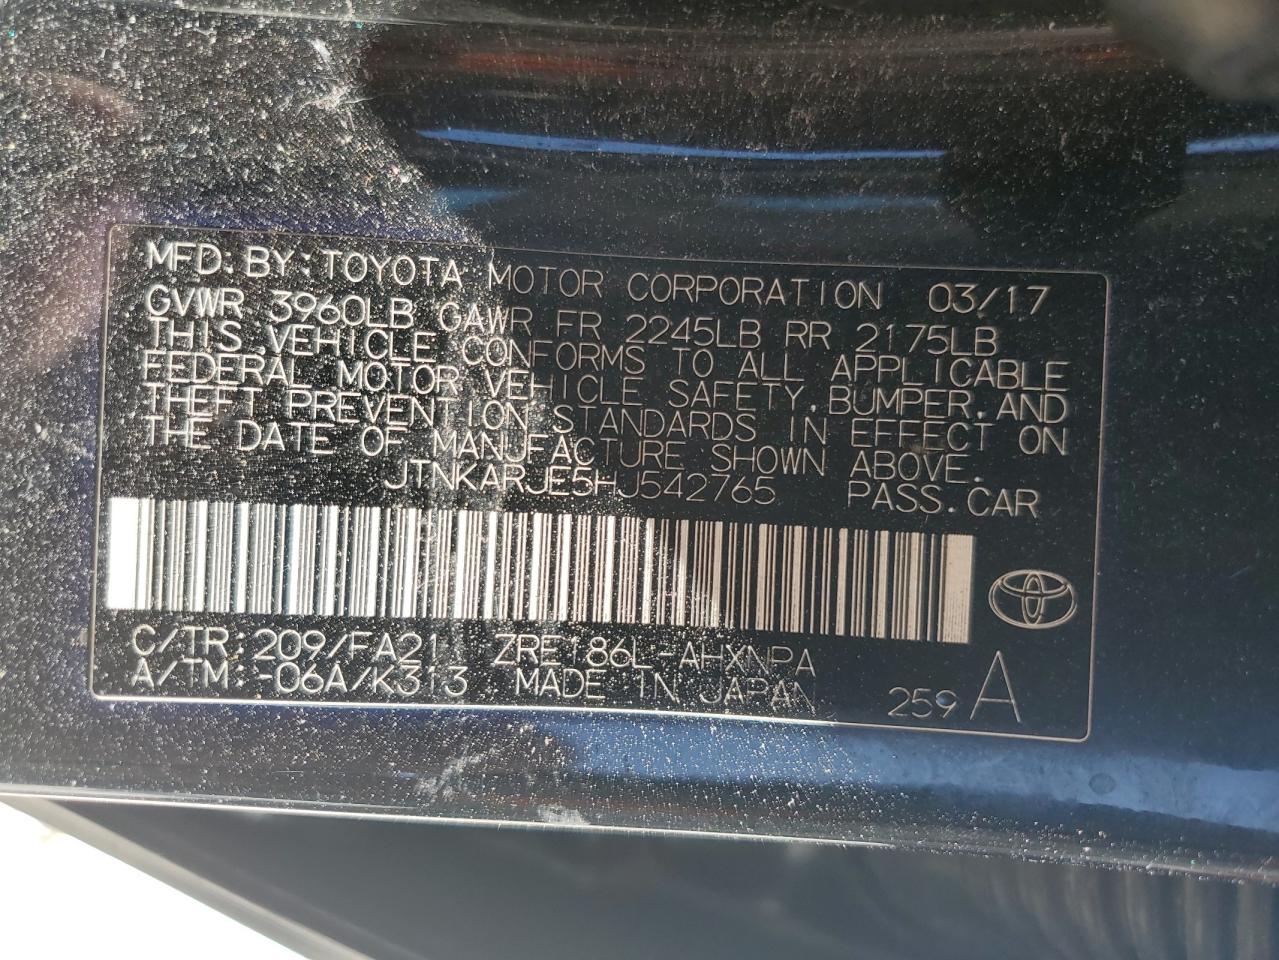 MFD. BY: TOYOTA MOTOR CORPORATION 03/17
GVWR 3960LB GAWR FR 2245LB RR 2175LB
THIS VEHICLE CONFORMS TO ALL APPLICABLE
FEDERAL MOTOR VEHICLE SAFETY, BUMPER, AND
THEFT PREVENTION STANDARDS IN EFFECT ON
THE DATE OF MANUFACTURE SHOWN ABOVE.
JTNKARJE5HJ542765 PASS. CAR
C/TR: 209/FA21 ZRE186L-AHXNPA
A/TM: -06A/K313 MADE IN JAPAN 259 A